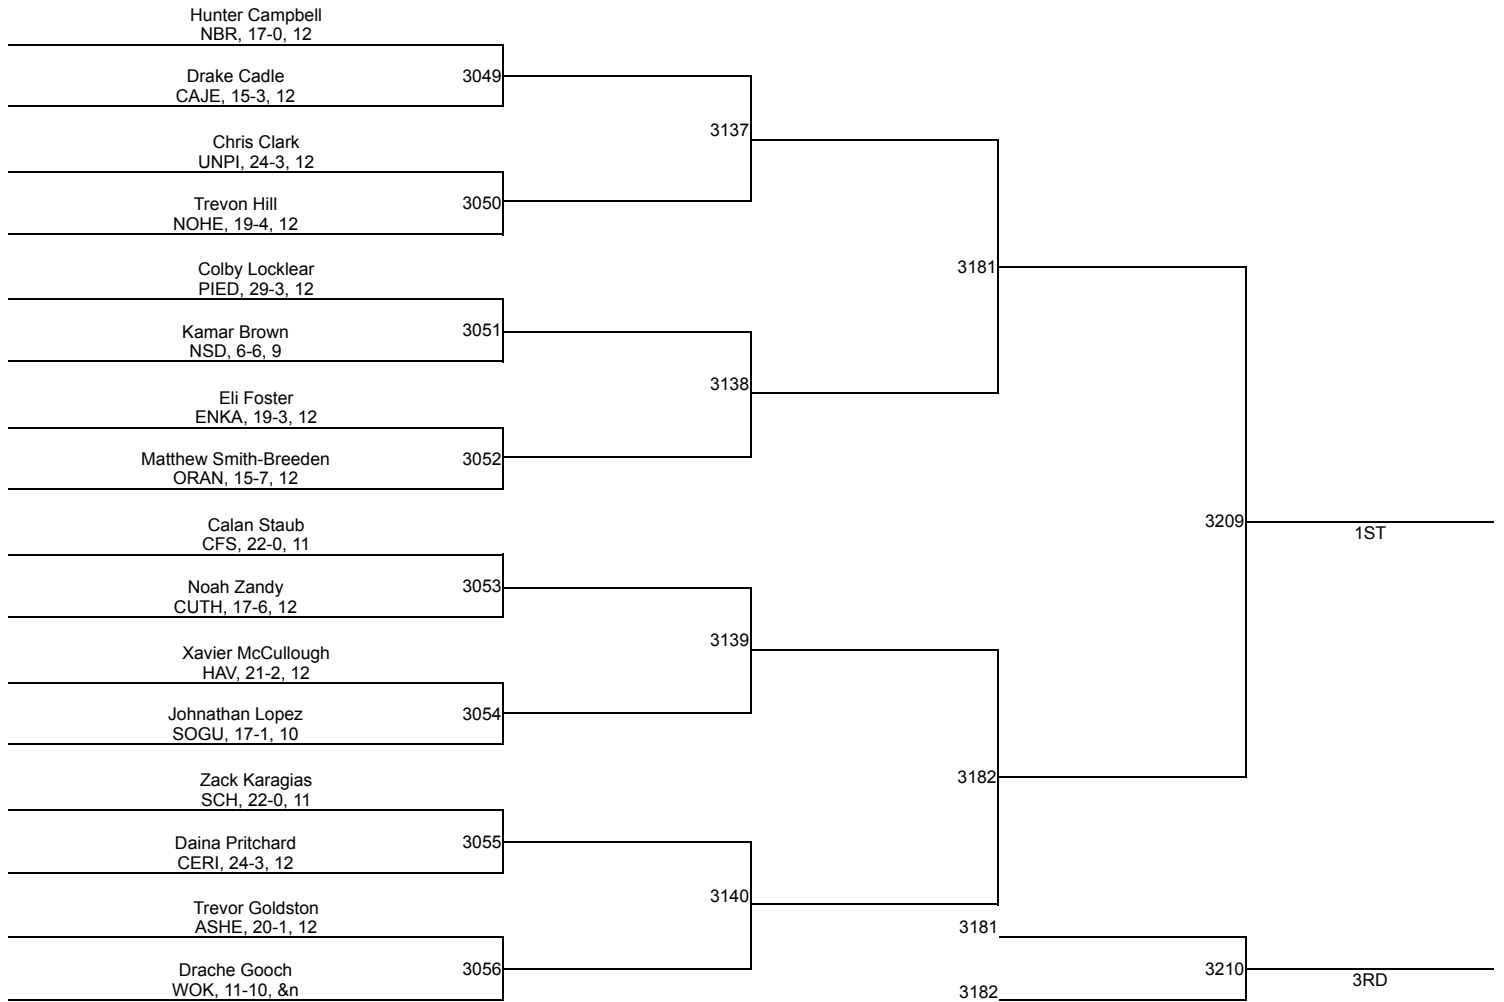 Hunter Campbell
NBR, 17-0, 12
3049
Drake Cadle
CAJE, 15-3, 12
3137
Chris Clark
UNPI, 24-3, 12
3050
Trevon Hill
NOHE, 19-4, 12
3181
Colby Locklear
PIED, 29-3, 12
3051
Kamar Brown
NSD, 6-6, 9
3138
Eli Foster
ENKA, 19-3, 12
3052
Matthew Smith-Breeden
ORAN, 15-7, 12
3209
1ST
Calan Staub
CFS, 22-0, 11
3053
Noah Zandy
CUTH, 17-6, 12
3139
Xavier McCullough
HAV, 21-2, 12
3054
Johnathan Lopez
SOGU, 17-1, 10
3182
Zack Karagias
SCH, 22-0, 11
3055
Daina Pritchard
CERI, 24-3, 12
3140
Trevor Goldston
ASHE, 20-1, 12
3181
3056
Drache Gooch
WOK, 11-10, &n
3210
3RD
3182